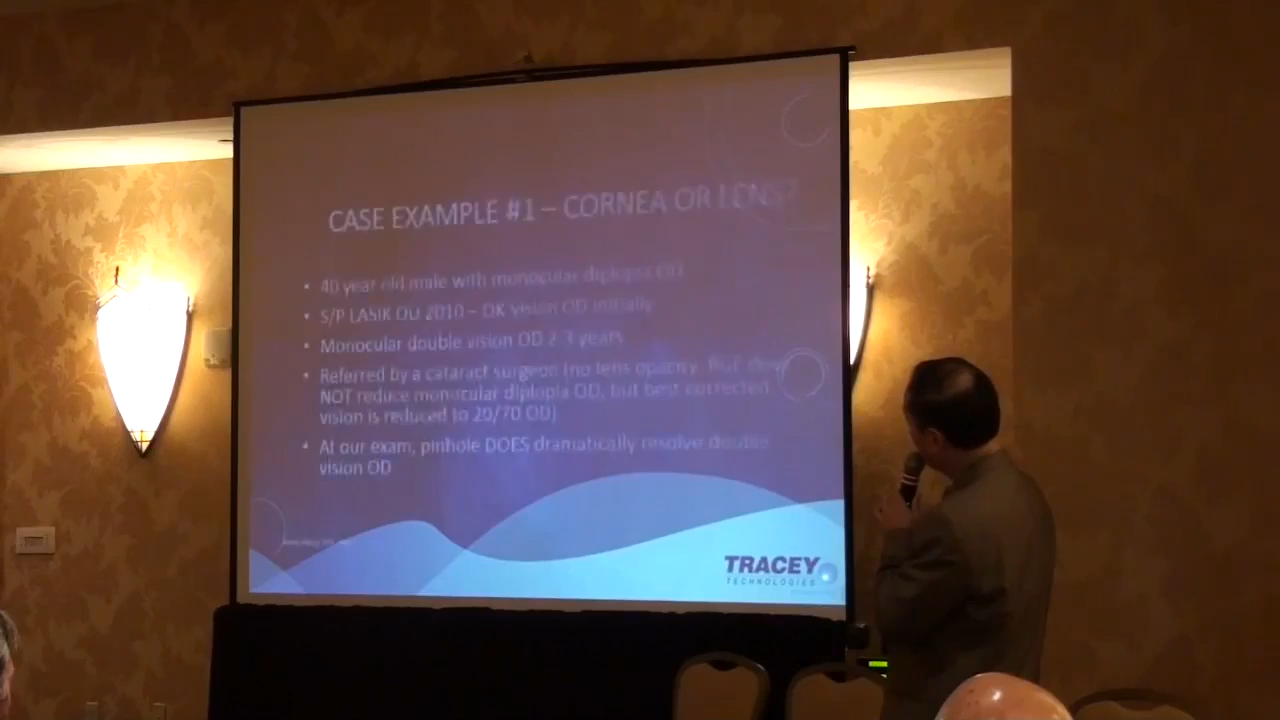 CASE EXAMPLE #1 – CORNEA OR LENS?
• 40 year old male with monocular diplopia OD
• S/P LASIK OU 2010 – OK vision OD initially
• Monocular double vision OD 2-3 years
• Referred by a cataract surgeon (no lens opacity, RGP does
NOT reduce monocular diplopia OD, but best corrected
vision is reduced to 20/70 OD)
• At our exam, pinhole DOES dramatically resolve double
vision OD
TRACEY
TECHNOLOGIES